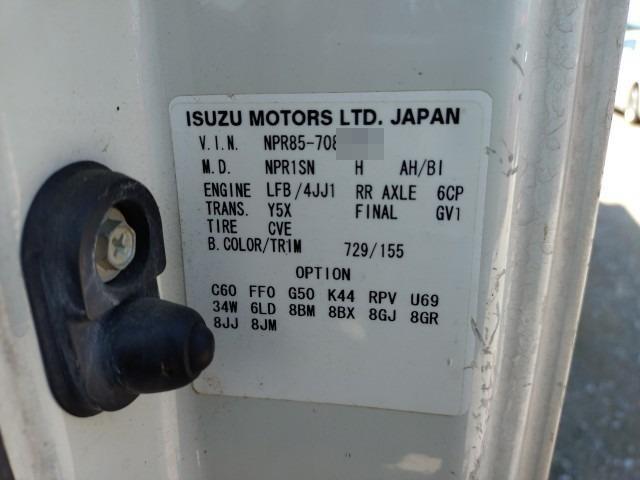 ISUZU MOTORS LTD. JAPAN
V.I.N. NPR85-708
M.D. NPR1SN H AH/BI
ENGINE LFB/4JJ1 RR AXLE 6CP
TRANS. Y5X FINAL GV1
TIRE CVE
B.COLOR/TRIM 729/155
OPTION
C60 FF0 G50 K44 RPV U69
34W 6LD 8BM 8BX 8GJ 8GR
8JJ 8JM